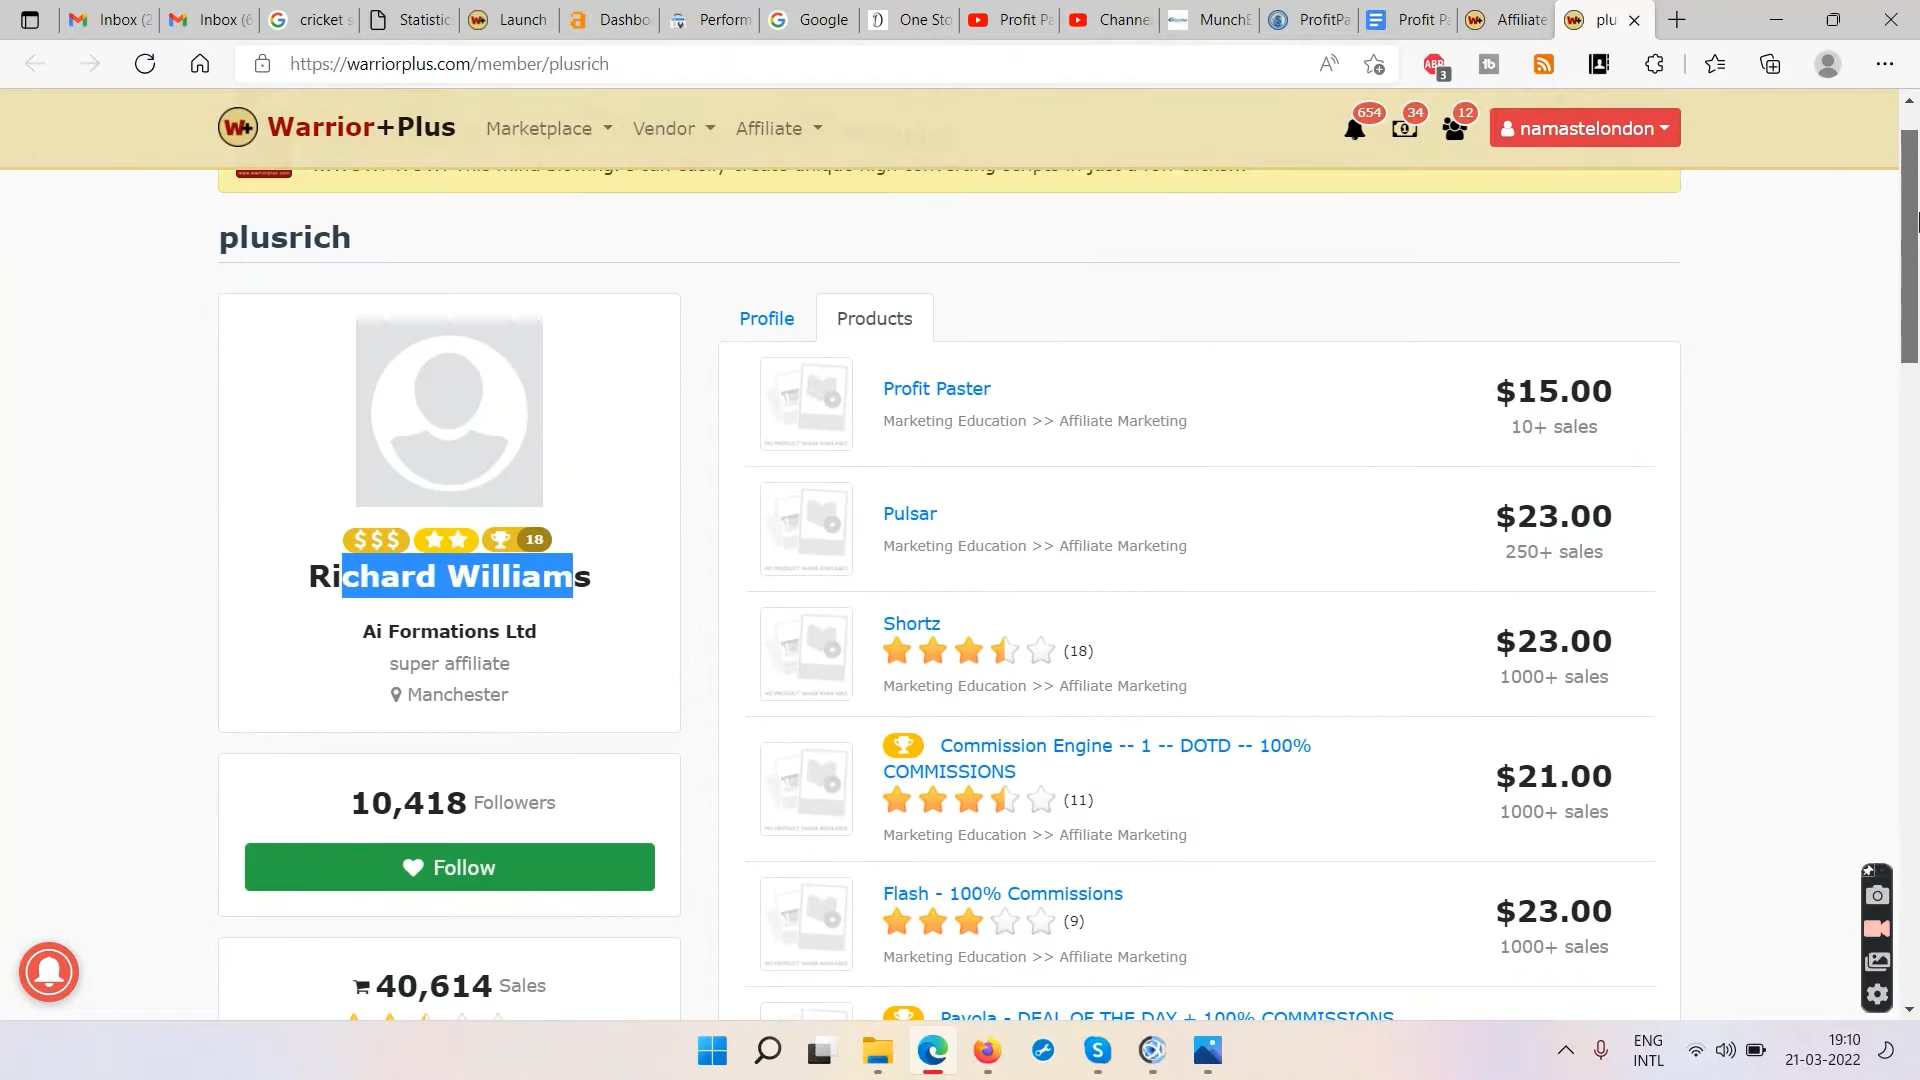 Inbox (2
Inbox (6
cricket s
Statistic
Launch
Dashbo
Perform
Google
One Sto
Profit Pa
Channe
MunchE
ProfitPa
Profit Pa
Affiliate
plu
https://warriorplus.com/member/plusrich
ABP
3
Warrior+Plus
Marketplace
Vendor
Affiliate
654
34
12
namastelondon
plusrich
Profile
Products
$$$
18
Richard Williams
Ai Formations Ltd
super affiliate
Manchester
10,418 Followers
Follow
40,614 Sales
Profit Paster
Marketing Education >> Affiliate Marketing
$15.00
10+ sales
Pulsar
Marketing Education >> Affiliate Marketing
$23.00
250+ sales
Shortz
(18)
Marketing Education >> Affiliate Marketing
$23.00
1000+ sales
Commission Engine -- 1 -- DOTD -- 100%
COMMISSIONS
(11)
Marketing Education >> Affiliate Marketing
$21.00
1000+ sales
Flash - 100% Commissions
(9)
Marketing Education >> Affiliate Marketing
$23.00
1000+ sales
Payola - DEAL OF THE DAY + 100% COMMISSIONS
ENG
INTL
19:10
21-03-2022